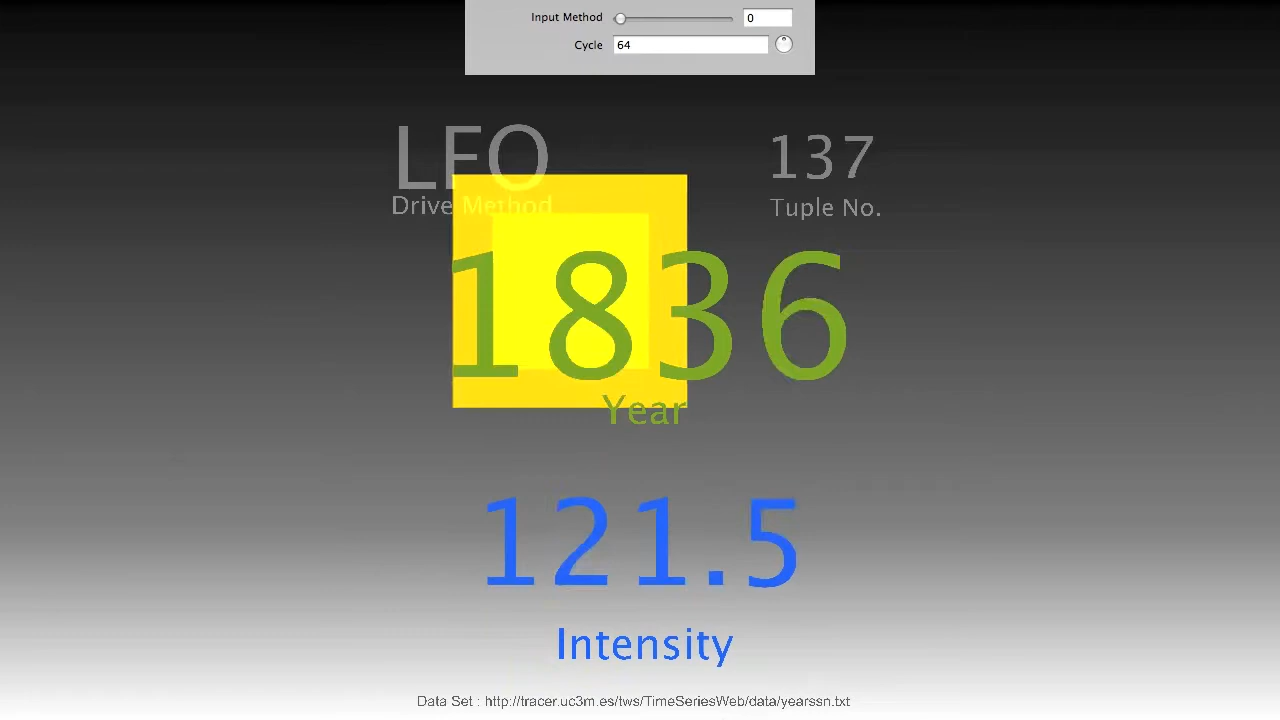 Input Method 0
Cycle 64
LFO 137
Drive Method Tuple No.
1836
Year
121.5
Intensity
Data Set : http://tracer.uc3m.es/tws/TimeSeriesWeb/data/yearssn.txt